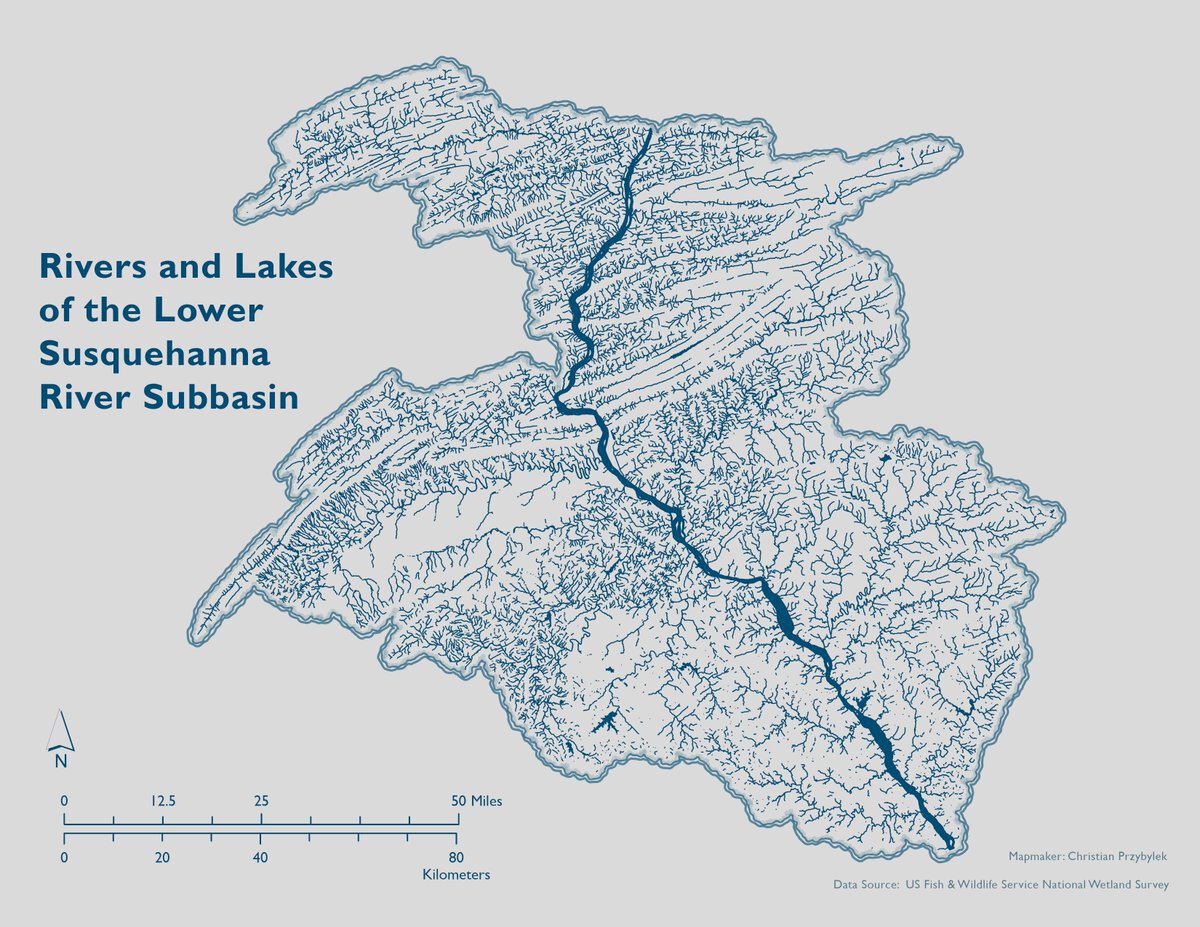 Rivers and Lakes
of the Lower
Susquehanna
River Subbasin
N
0 12.5 25 50 Miles
0 20 40 80
Kilometers
Mapmaker: Christian Przybylek
Data Source: US Fish & Wildlife Service National Wetland Survey